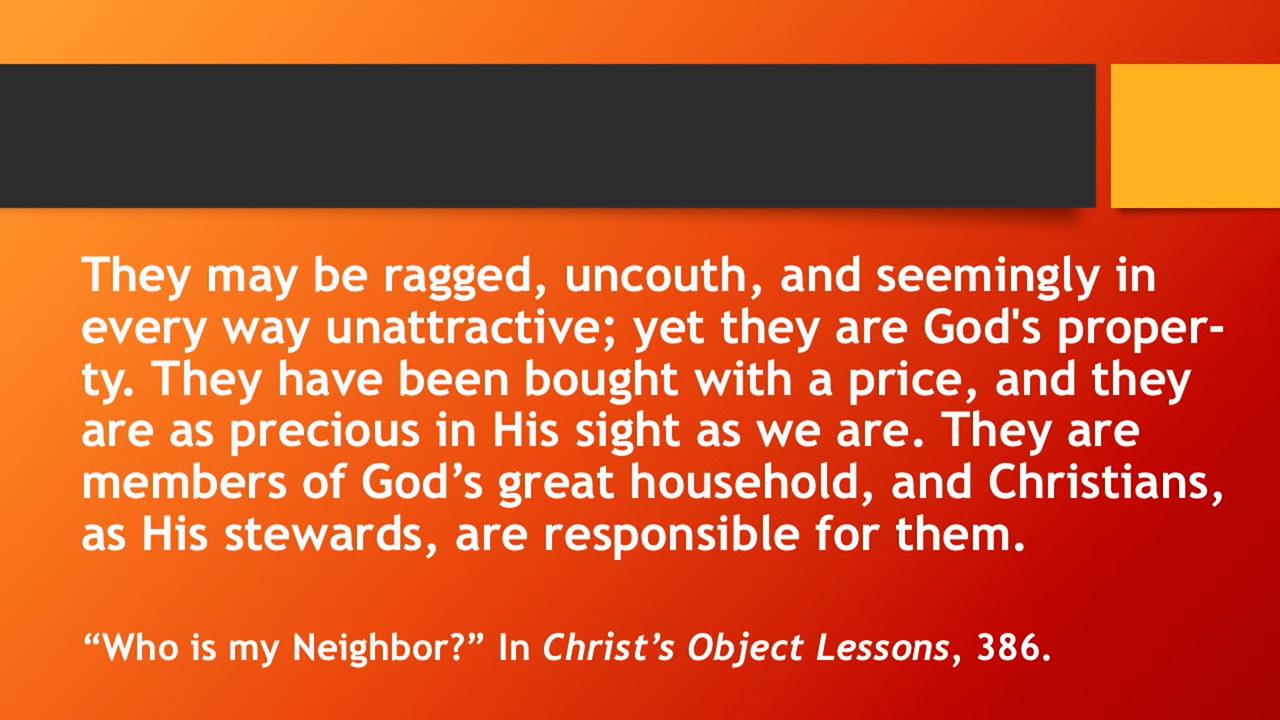 They may be ragged, uncouth, and seemingly in
every way unattractive; yet they are God's proper-
ty. They have been bought with a price, and they
are as precious in His sight as we are. They are
members of God’s great household, and Christians,
as His stewards, are responsible for them.
“Who is my Neighbor?” In Christ’s Object Lessons, 386.